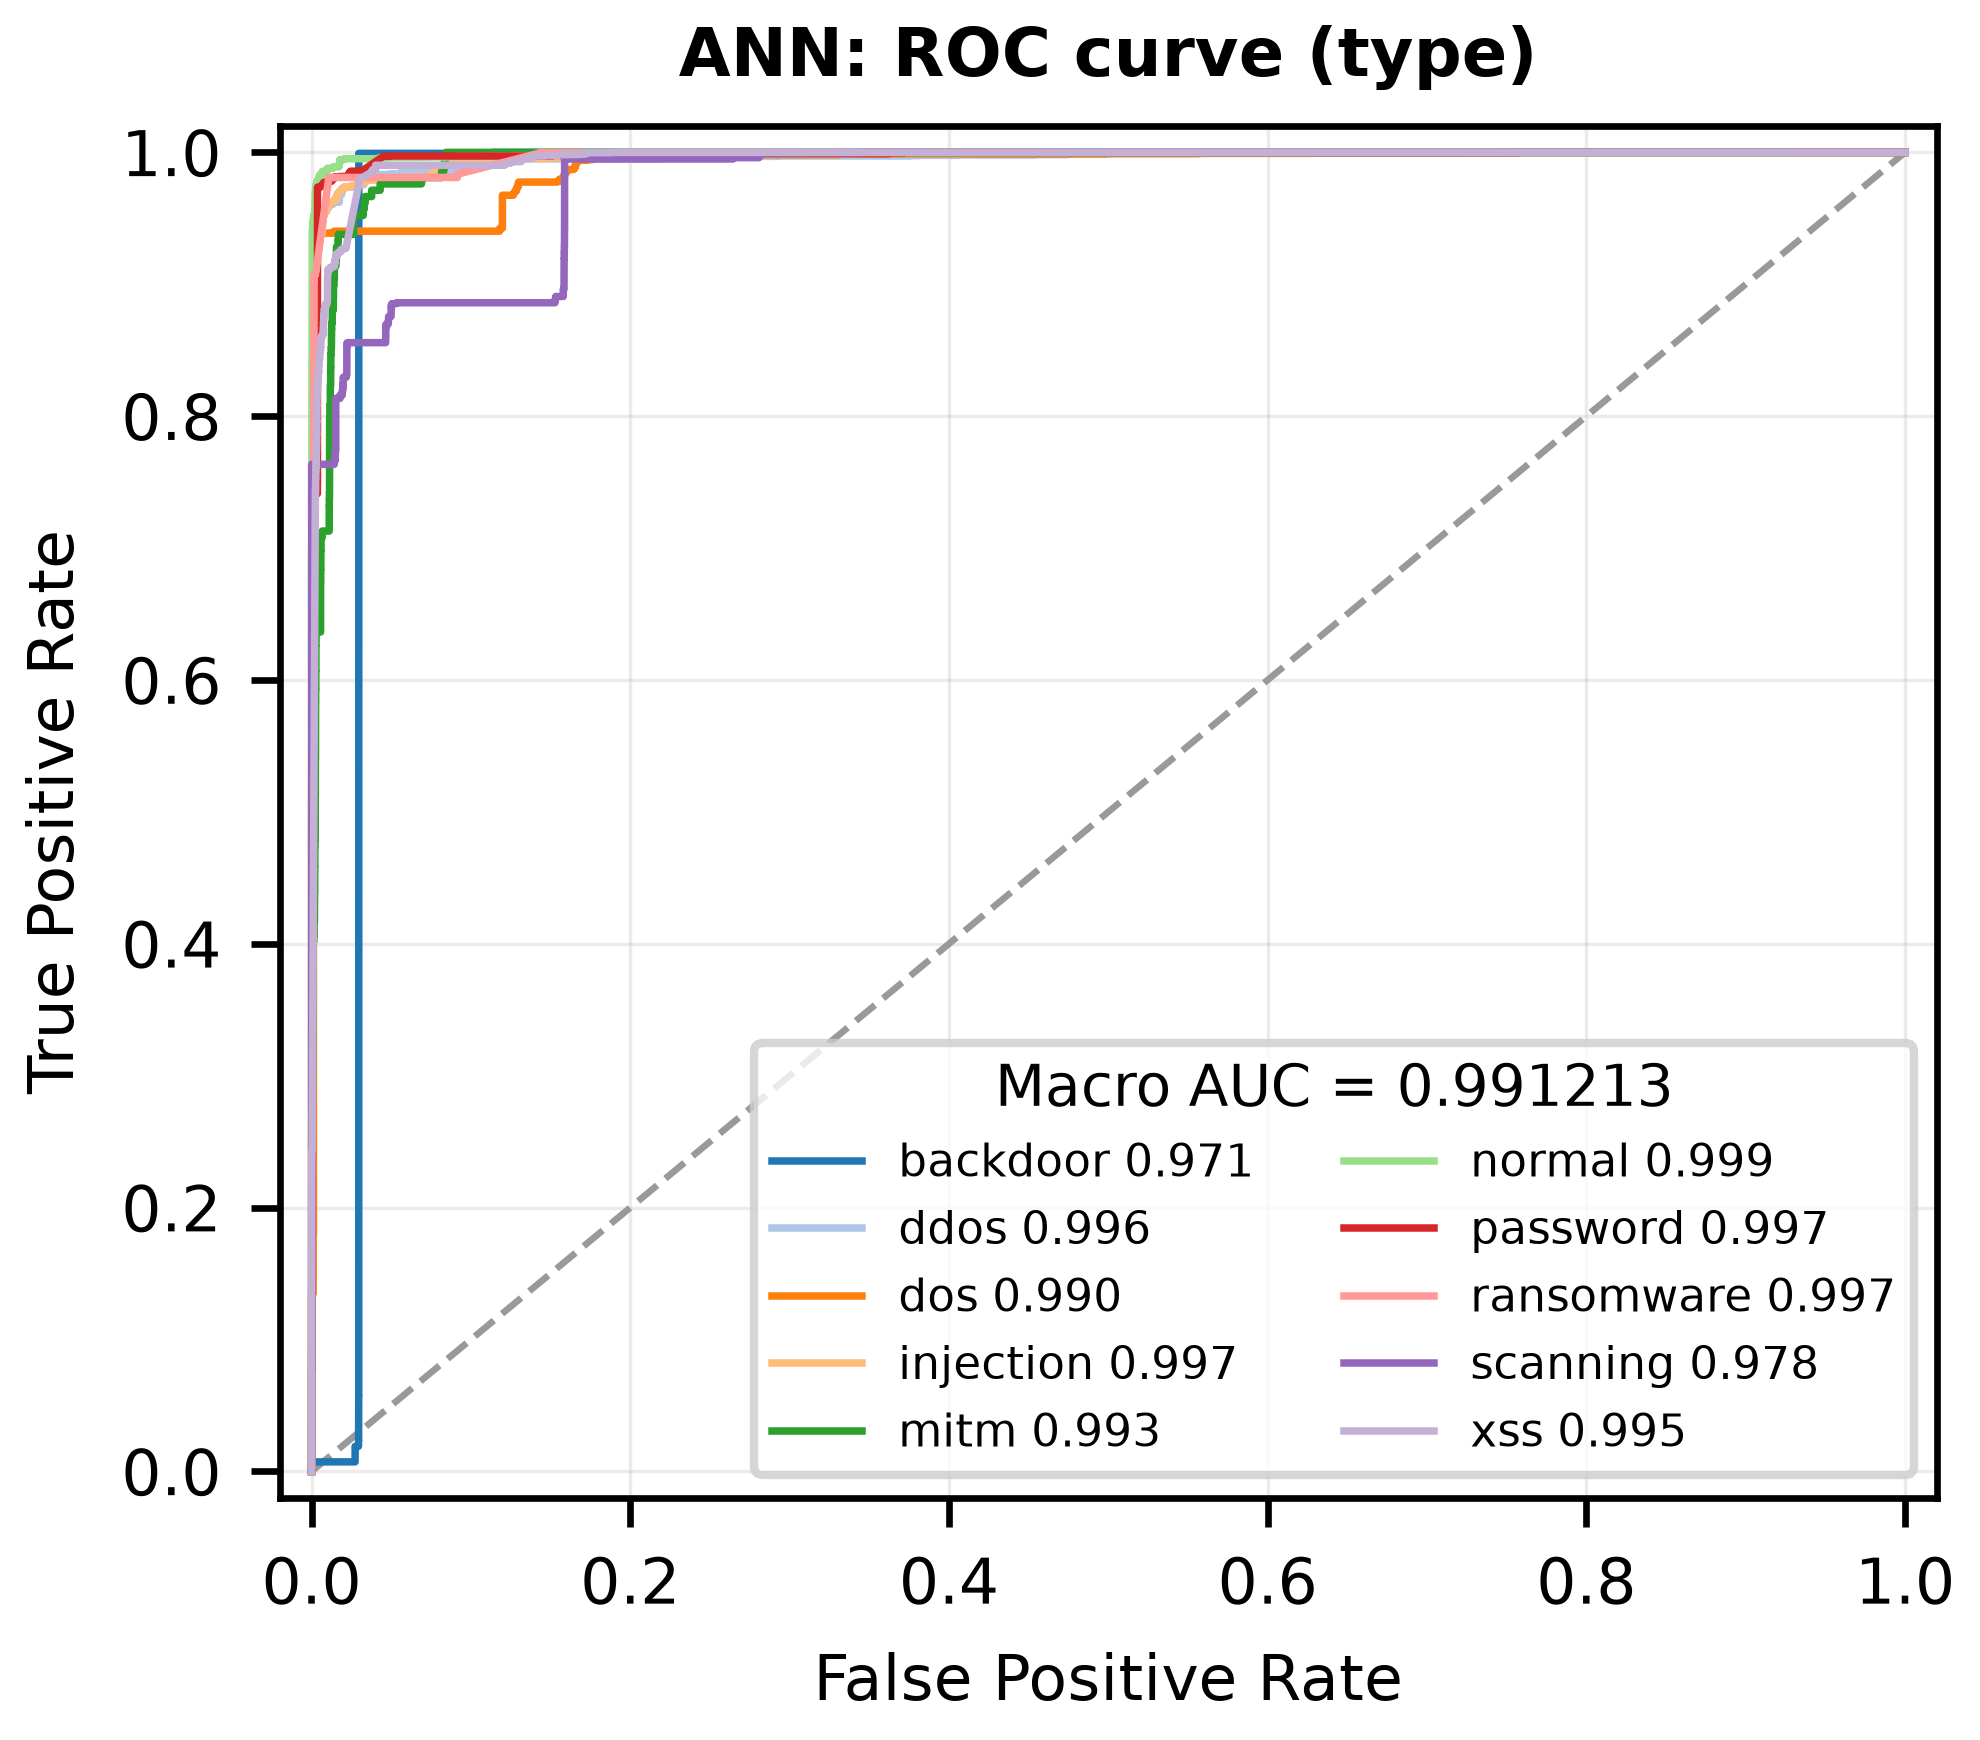 ANN: ROC curve (type)
1.0
0.8
0.6
0.4
0.2
0.0
True Positive Rate
Macro AUC = 0.991213
backdoor 0.971
ddos 0.996
dos 0.990
injection 0.997
mitm 0.993
normal 0.999
password 0.997
ransomware 0.997
scanning 0.978
xss 0.995
0.0 0.2 0.4 0.6 0.8 1.0
False Positive Rate